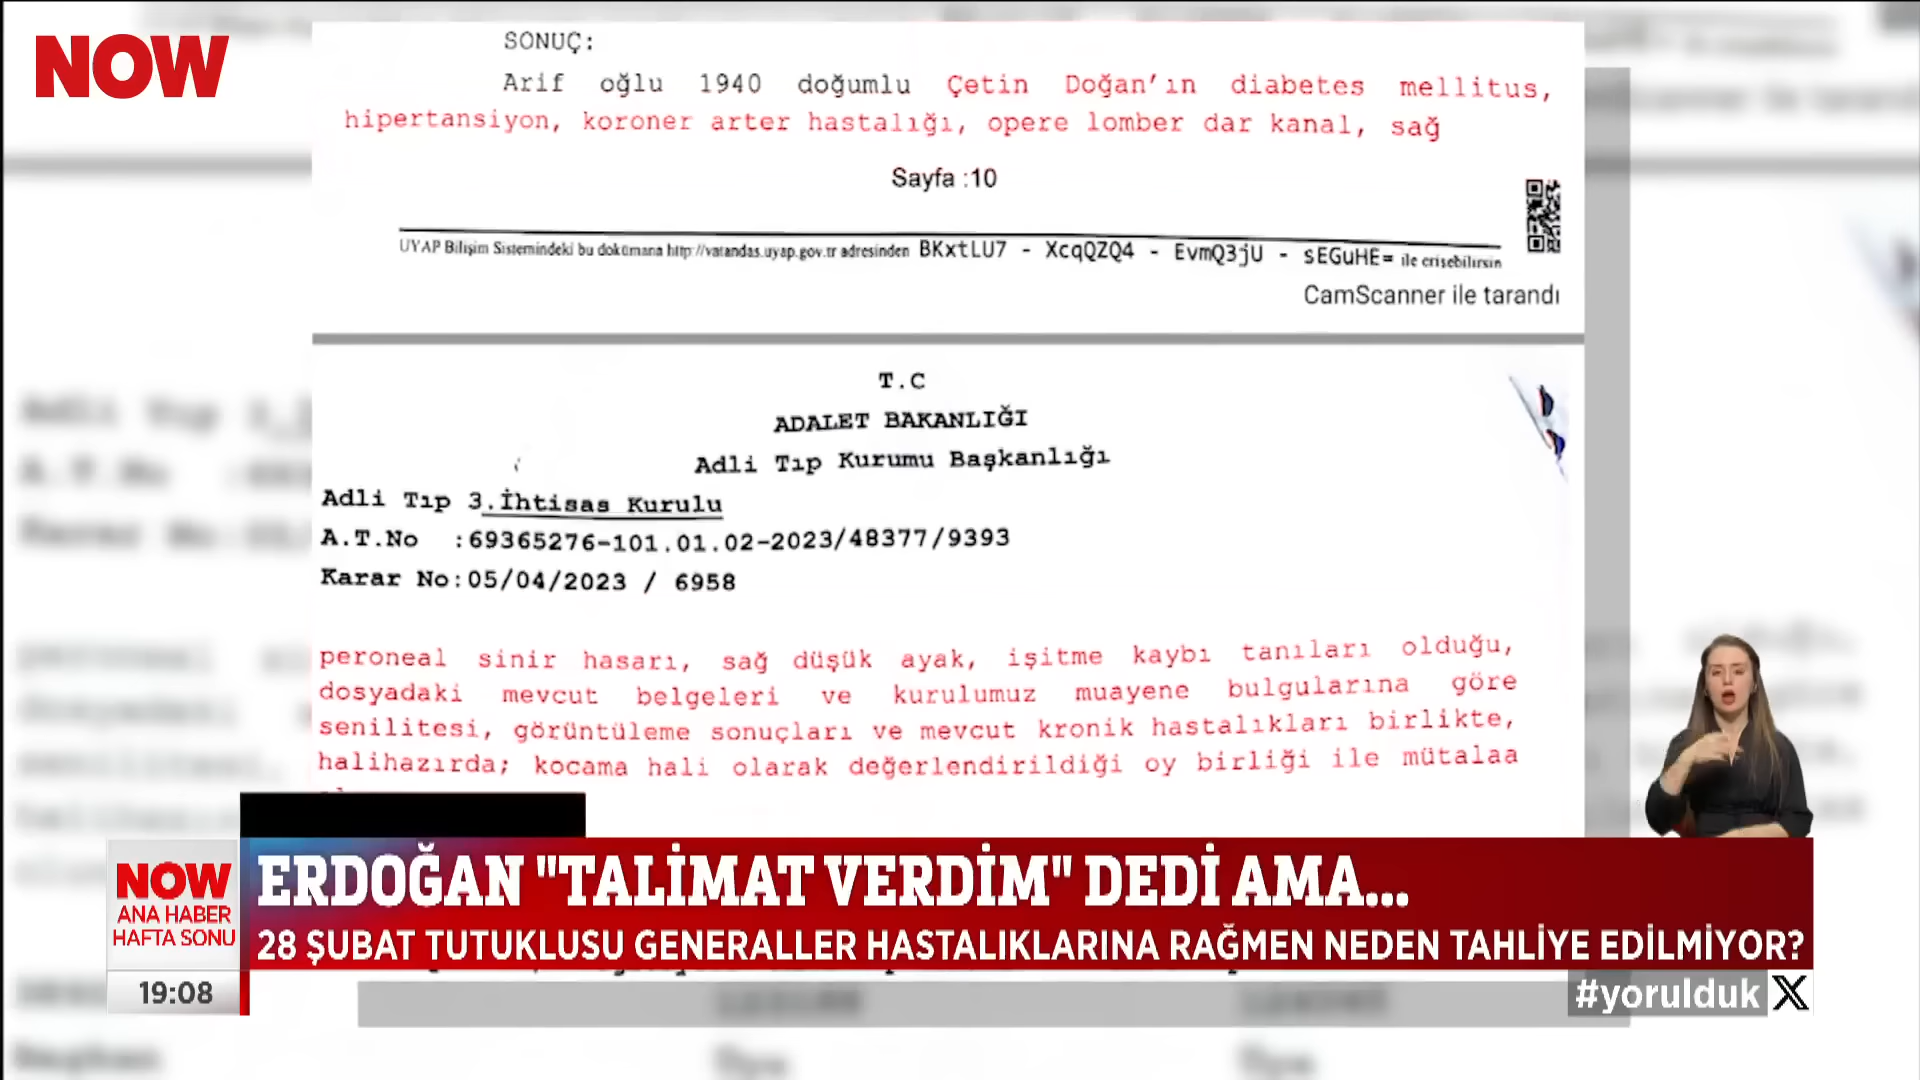 NOW
SONUÇ:
Arif oğlu 1940 doğumlu Çetin Doğan'ın diabetes mellitus,
hipertansiyon, koroner arter hastalığı, opere lomber dar kanal, sağ
Sayfa :10
UYAP Bilişim Sistemindeki bu dokümana http://vatandas.uyap.gov.tr adresinden BKxtLU7 - XcqQZQ4 - EvmQ3jU - sEGuHE= ile erişebilirsin
CamScanner ile tarandı
T.C
ADALET BAKANLIĞI
Adli Tıp Kurumu Başkanlığı
Adli Tıp 3.İhtisas Kurulu
A.T.No :69365276-101.01.02-2023/48377/9393
Karar No:05/04/2023 / 6958
peroneal sinir hasarı, sağ düşük ayak, işitme kaybı tanıları olduğu,
dosyadaki mevcut belgeleri ve kurulumuz muayene bulgularına göre
senilitesi, görüntüleme sonuçları ve mevcut kronik hastalıkları birlikte,
halihazırda; kocama hali olarak değerlendirildiği oy birliği ile mütalaa
ERDOĞAN "TALİMAT VERDİM" DEDİ AMA...
28 ŞUBAT TUTUKLUSU GENERALLER HASTALIKLARINA RAĞMEN NEDEN TAHLİYE EDİLMİYOR?
NOW
ANA HABER
HAFTA SONU
19:08
#yorulduk X